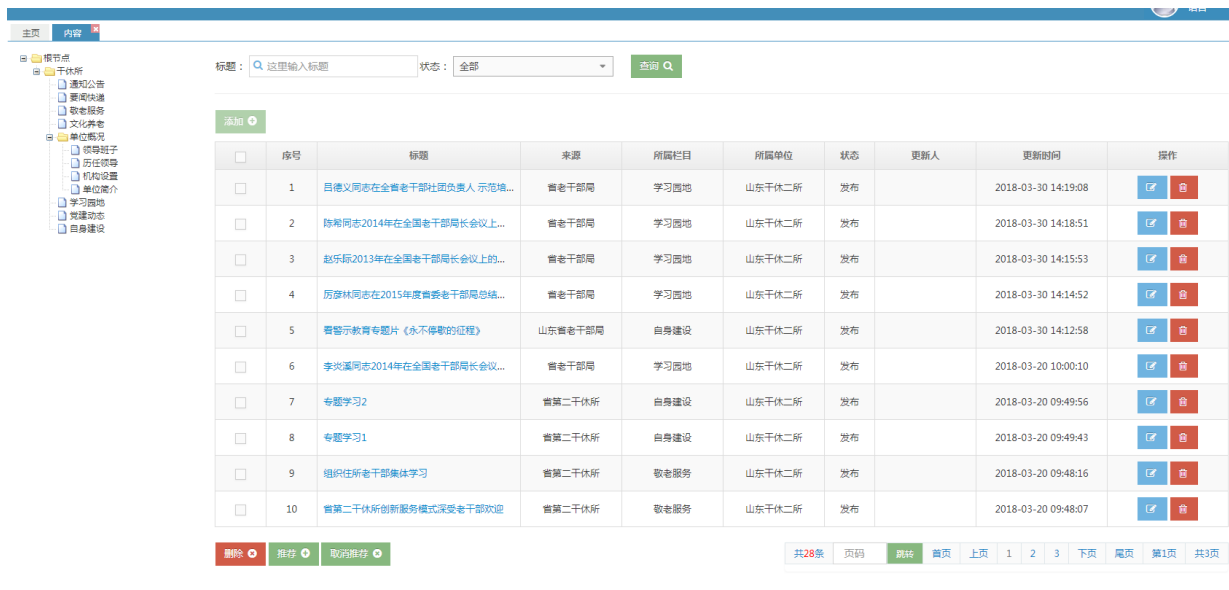 主页 内容
根节点
干休所
通知公告
要闻快递
敬老服务
文化养老
单位概况
领导班子
历任领导
机构设置
单位简介
学习园地
党建动态
自身建设
标题： 这里输入标题 状态： 全部 查询
添加
序号 标题 来源 所属栏目 所属单位 状态 更新人 更新时间 操作
1 吕德义同志在全省老干部社团负责人 示范培... 省老干部局 学习园地 山东干休二所 发布 2018-03-30 14:19:08
2 陈希同志2014年在全国老干部局长会议上... 省老干部局 学习园地 山东干休二所 发布 2018-03-30 14:18:51
3 赵乐际2013年在全国老干部局长会议上的... 省老干部局 学习园地 山东干休二所 发布 2018-03-30 14:15:53
4 厉彦林同志在2015年度省委老干部局总结... 省老干部局 学习园地 山东干休二所 发布 2018-03-30 14:14:52
5 看警示教育专题片《永不停歇的征程》 山东省老干部局 自身建设 山东干休二所 发布 2018-03-30 14:12:58
6 李炎溪同志2014年在全国老干部局长会议... 省老干部局 学习园地 山东干休二所 发布 2018-03-20 10:00:10
7 专题学习2 省第二干休所 自身建设 山东干休二所 发布 2018-03-20 09:49:56
8 专题学习1 省第二干休所 自身建设 山东干休二所 发布 2018-03-20 09:49:43
9 组织住所老干部集体学习 省第二干休所 敬老服务 山东干休二所 发布 2018-03-20 09:48:16
10 省第二干休所创新服务模式深受老干部欢迎 省第二干休所 敬老服务 山东干休二所 发布 2018-03-20 09:48:07
删除 推荐 取消推荐 共28条 页码 跳转 首页 上页 1 2 3 下页 尾页 第1页 共3页